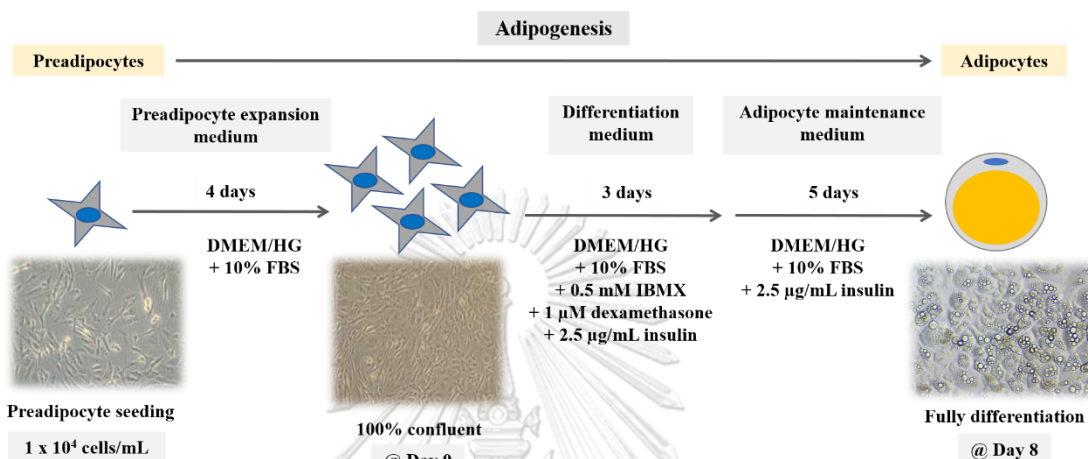 Adipogenesis
Preadipocytes
Adipocytes
Preadipocyte expansion
medium
Differentiation
medium
Adipocyte maintenance
medium
4 days
3 days
5 days
DMEM/HG
+ 10% FBS
DMEM/HG
+ 10% FBS
+ 0.5 mM IBMX
+ 1 µM dexamethasone
+ 2.5 µg/mL insulin
DMEM/HG
+ 10% FBS
+ 2.5 µg/mL insulin
Preadipocyte seeding
1 x 10⁴ cells/mL
100% confluent
@ Day 0
Fully differentiation
@ Day 8